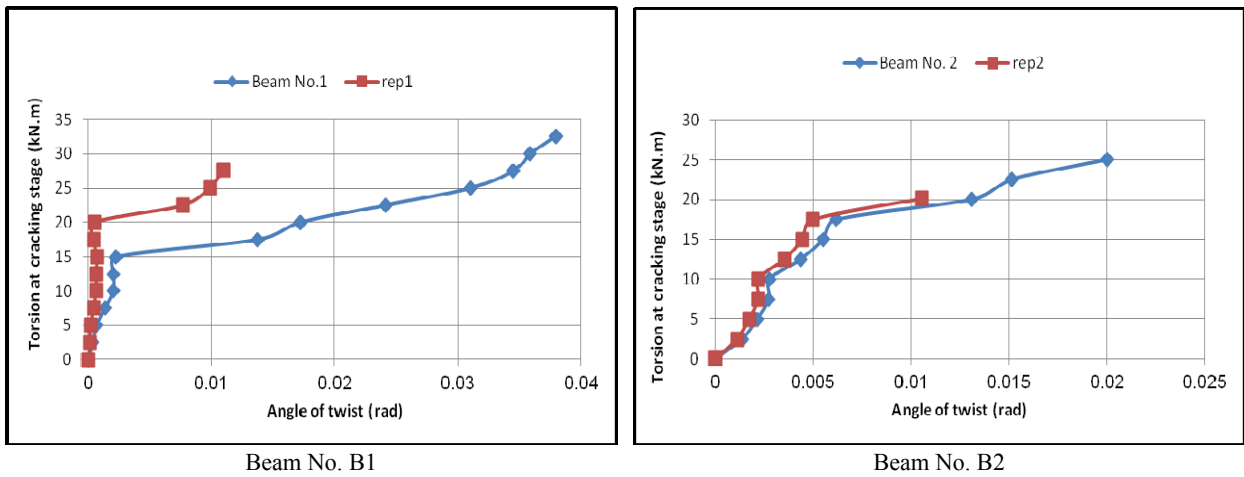 Beam No.1 rep1
Torsion at cracking stage (kN.m)
35
30
25
20
15
10
5
0
0 0.01 0.02 0.03 0.04
Angle of twist (rad)
Beam No. B1
Beam No. 2 rep2
Torsion at cracking stage (kN.m)
30
25
20
15
10
5
0
0 0.005 0.01 0.015 0.02 0.025
Angle of twist (rad)
Beam No. B2